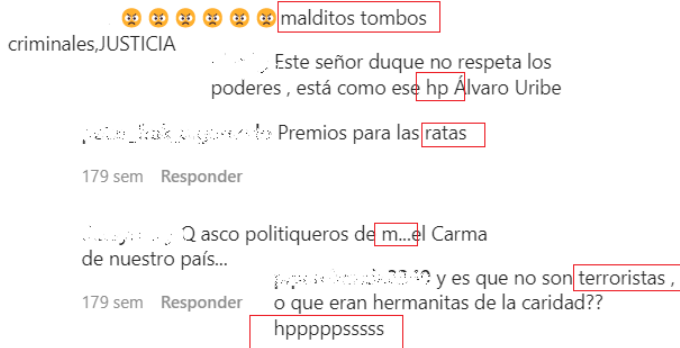 😡 😡 😡 😡 😡 😡 malditos tombos
criminales,JUSTICIA
Este señor duque no respeta los
poderes , está como ese hp Álvaro Uribe
Premios para las ratas
179 sem Responder
Q asco politiqueros de m...el Carma
de nuestro país...
179 sem Responder
y es que no son terroristas ,
o que eran hermanitas de la caridad??
hpppppsssss